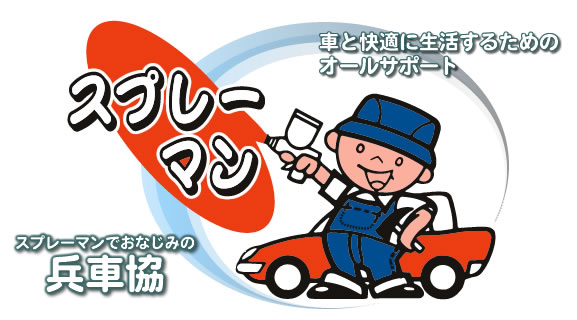 車と快適に生活するための
オールサポート
スプレー
マン
スプレーマンでおなじみの
兵車協